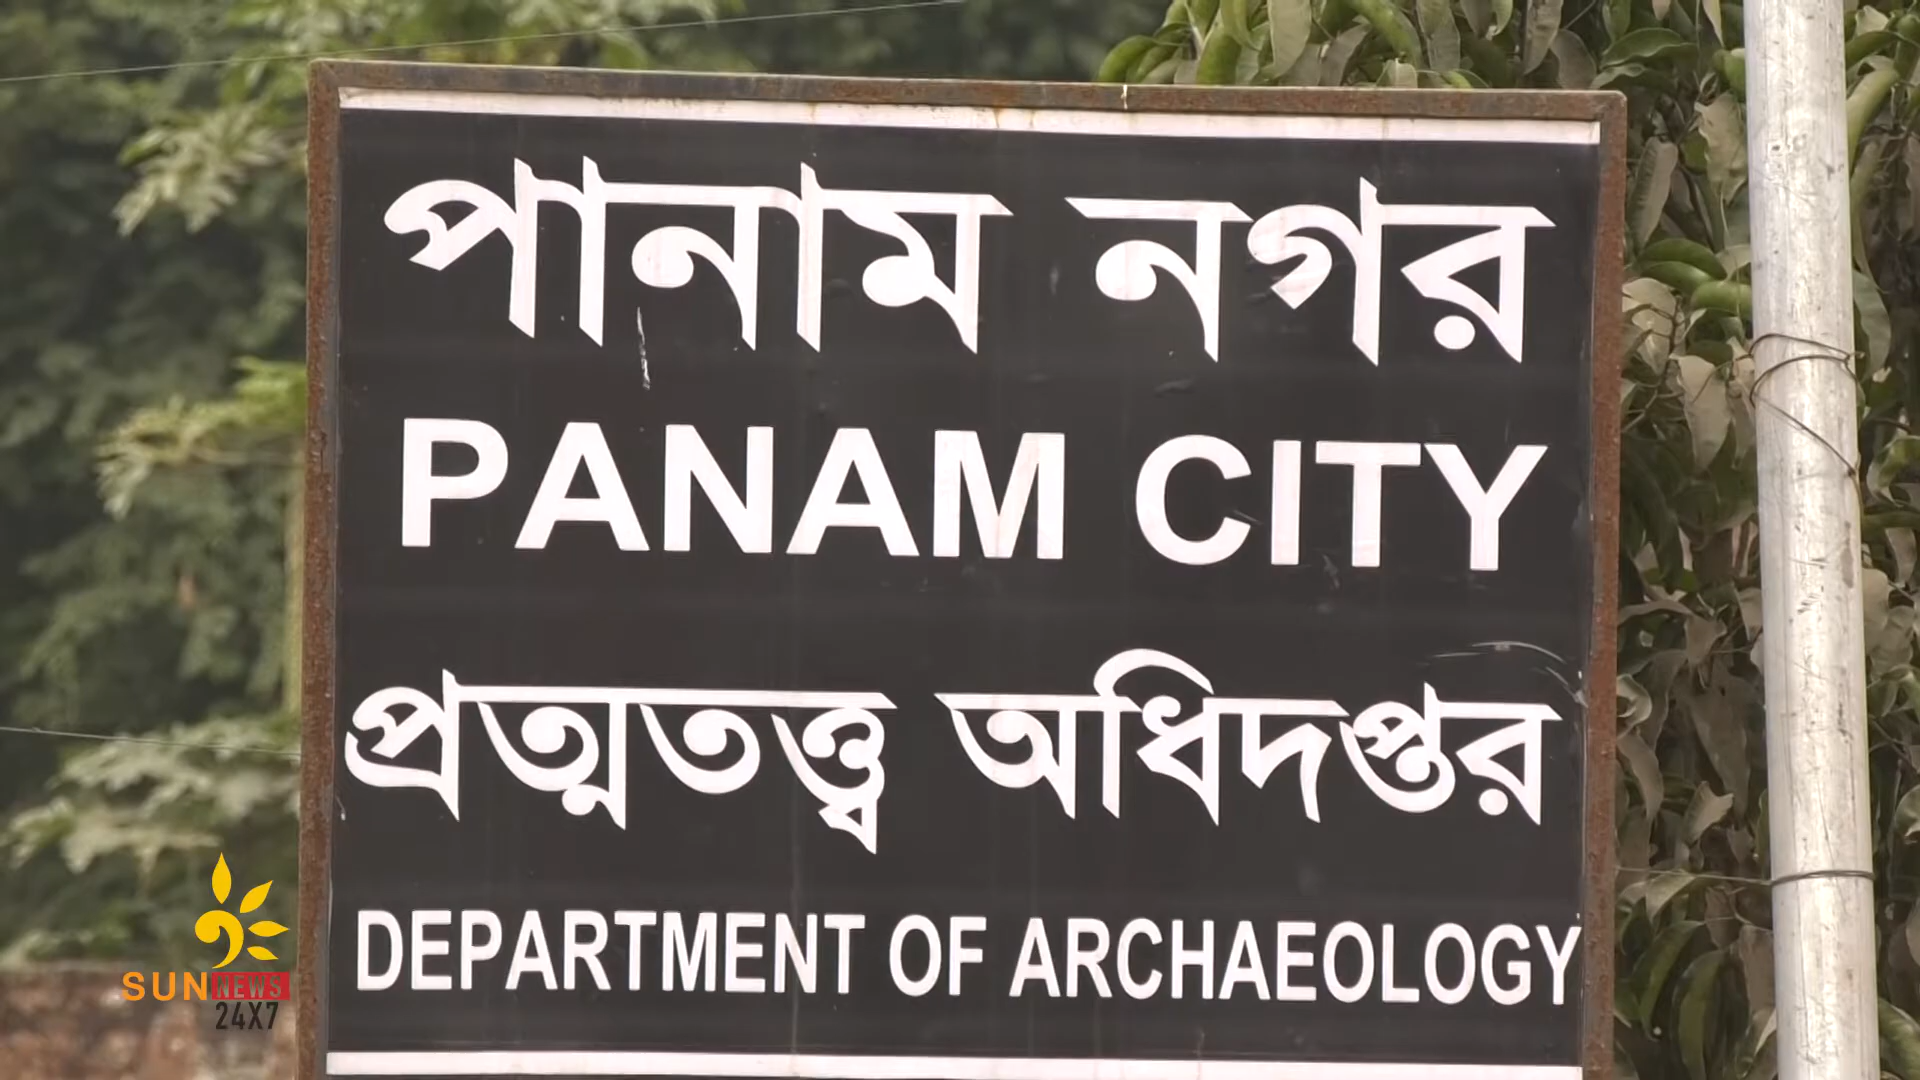 পানাম নগর
PANAM CITY
প্রত্নতত্ত্ব অধিদপ্তর
DEPARTMENT OF ARCHAEOLOGY
SUN NEWS
24X7